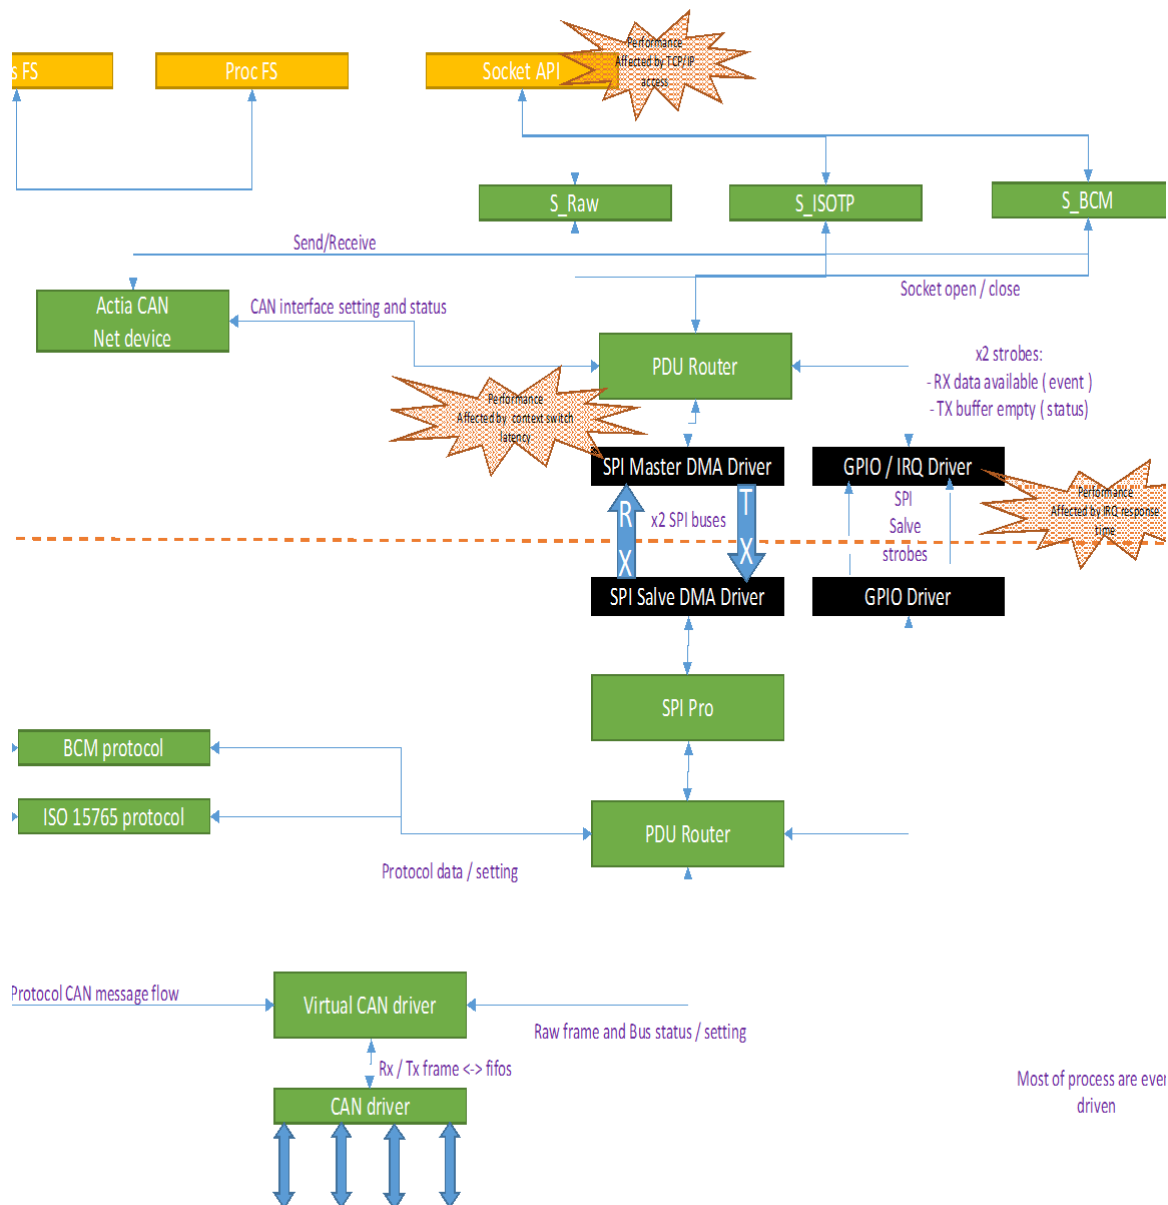 s FS
Proc FS
Socket API
Performance
Affected by TCP/IP
access
S_Raw
S_ISOTP
S_BCM
Send/Receive
Socket open / close
Actia CAN
Net device
CAN interface setting and status
PDU Router
x2 strobes:
- RX data available ( event )
- TX buffer empty ( status)
Performance
Affected by context switch
latency
SPI Master DMA Driver
GPIO / IRQ Driver
Performance
Affected by IRQ response
time
RX
x2 SPI buses
TX
SPI
Salve
strobes
SPI Salve DMA Driver
GPIO Driver
SPI Pro
BCM protocol
ISO 15765 protocol
PDU Router
Protocol data / setting
Protocol CAN message flow
Virtual CAN driver
Raw frame and Bus status / setting
Rx / Tx frame <-> fifos
CAN driver
Most of process are even
driven